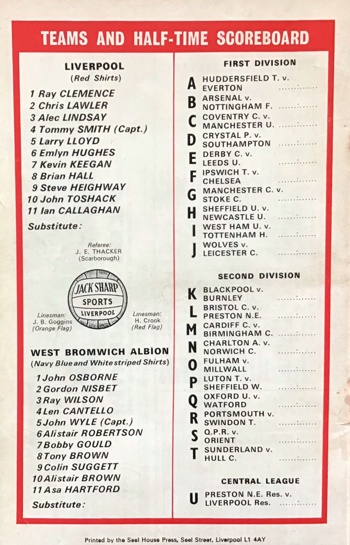 TEAMS AND HALF-TIME SCOREBOARD
LIVERPOOL
(Red Shirts)
1 Ray CLEMENCE
2 Chris LAWLER
3 Alec LINDSAY
4 Tommy SMITH (Capt.)
5 Larry LLOYD
6 Emlyn HUGHES
7 Kevin KEEGAN
8 Brian HALL
9 Steve HEIGHWAY
10 John TOSHACK
11 Ian CALLAGHAN
Substitute:
Referee:
J. E. THACKER
(Scarborough)
Linesman:
J. B. Goggins
(Orange Flag)
JACK SHARP
SPORTS
LIVERPOOL
Linesman:
H. Crook
(Red Flag)
WEST BROMWICH ALBION
(Navy Blue and White striped Shirts)
1 John OSBORNE
2 Gordon NISBET
3 Ray WILSON
4 Len CANTELLO
5 John WYLE (Capt.)
6 Alistair ROBERTSON
7 Bobby GOULD
8 Tony BROWN
9 Colin SUGGETT
10 Alistair BROWN
11 Asa HARTFORD
Substitute:
FIRST DIVISION
A HUDDERSFIELD T. v.
EVERTON
B ARSENAL v.
NOTTINGHAM F.
C COVENTRY C. v.
MANCHESTER U.
D CRYSTAL P. v.
SOUTHAMPTON
E DERBY C. v.
LEEDS U.
F IPSWICH T. v.
CHELSEA
G MANCHESTER C. v.
STOKE C.
H SHEFFIELD U. v.
NEWCASTLE U.
I WEST HAM U. v.
TOTTENHAM H.
J WOLVES v.
LEICESTER C.
SECOND DIVISION
K BLACKPOOL v.
BURNLEY
L BRISTOL C. v.
PRESTON N.E.
M CARDIFF C. v.
BIRMINGHAM C.
N CHARLTON A. v.
NORWICH C.
O FULHAM v.
MILLWALL
P LUTON T. v.
SHEFFIELD W.
Q OXFORD U. v.
WATFORD
R PORTSMOUTH v.
SWINDON T.
S Q.P.R. v.
ORIENT
T SUNDERLAND v.
HULL C.
CENTRAL LEAGUE
U PRESTON N.E. Res. v.
LIVERPOOL Res.
Printed by the Seel House Press, Seel Street, Liverpool L1 4AY